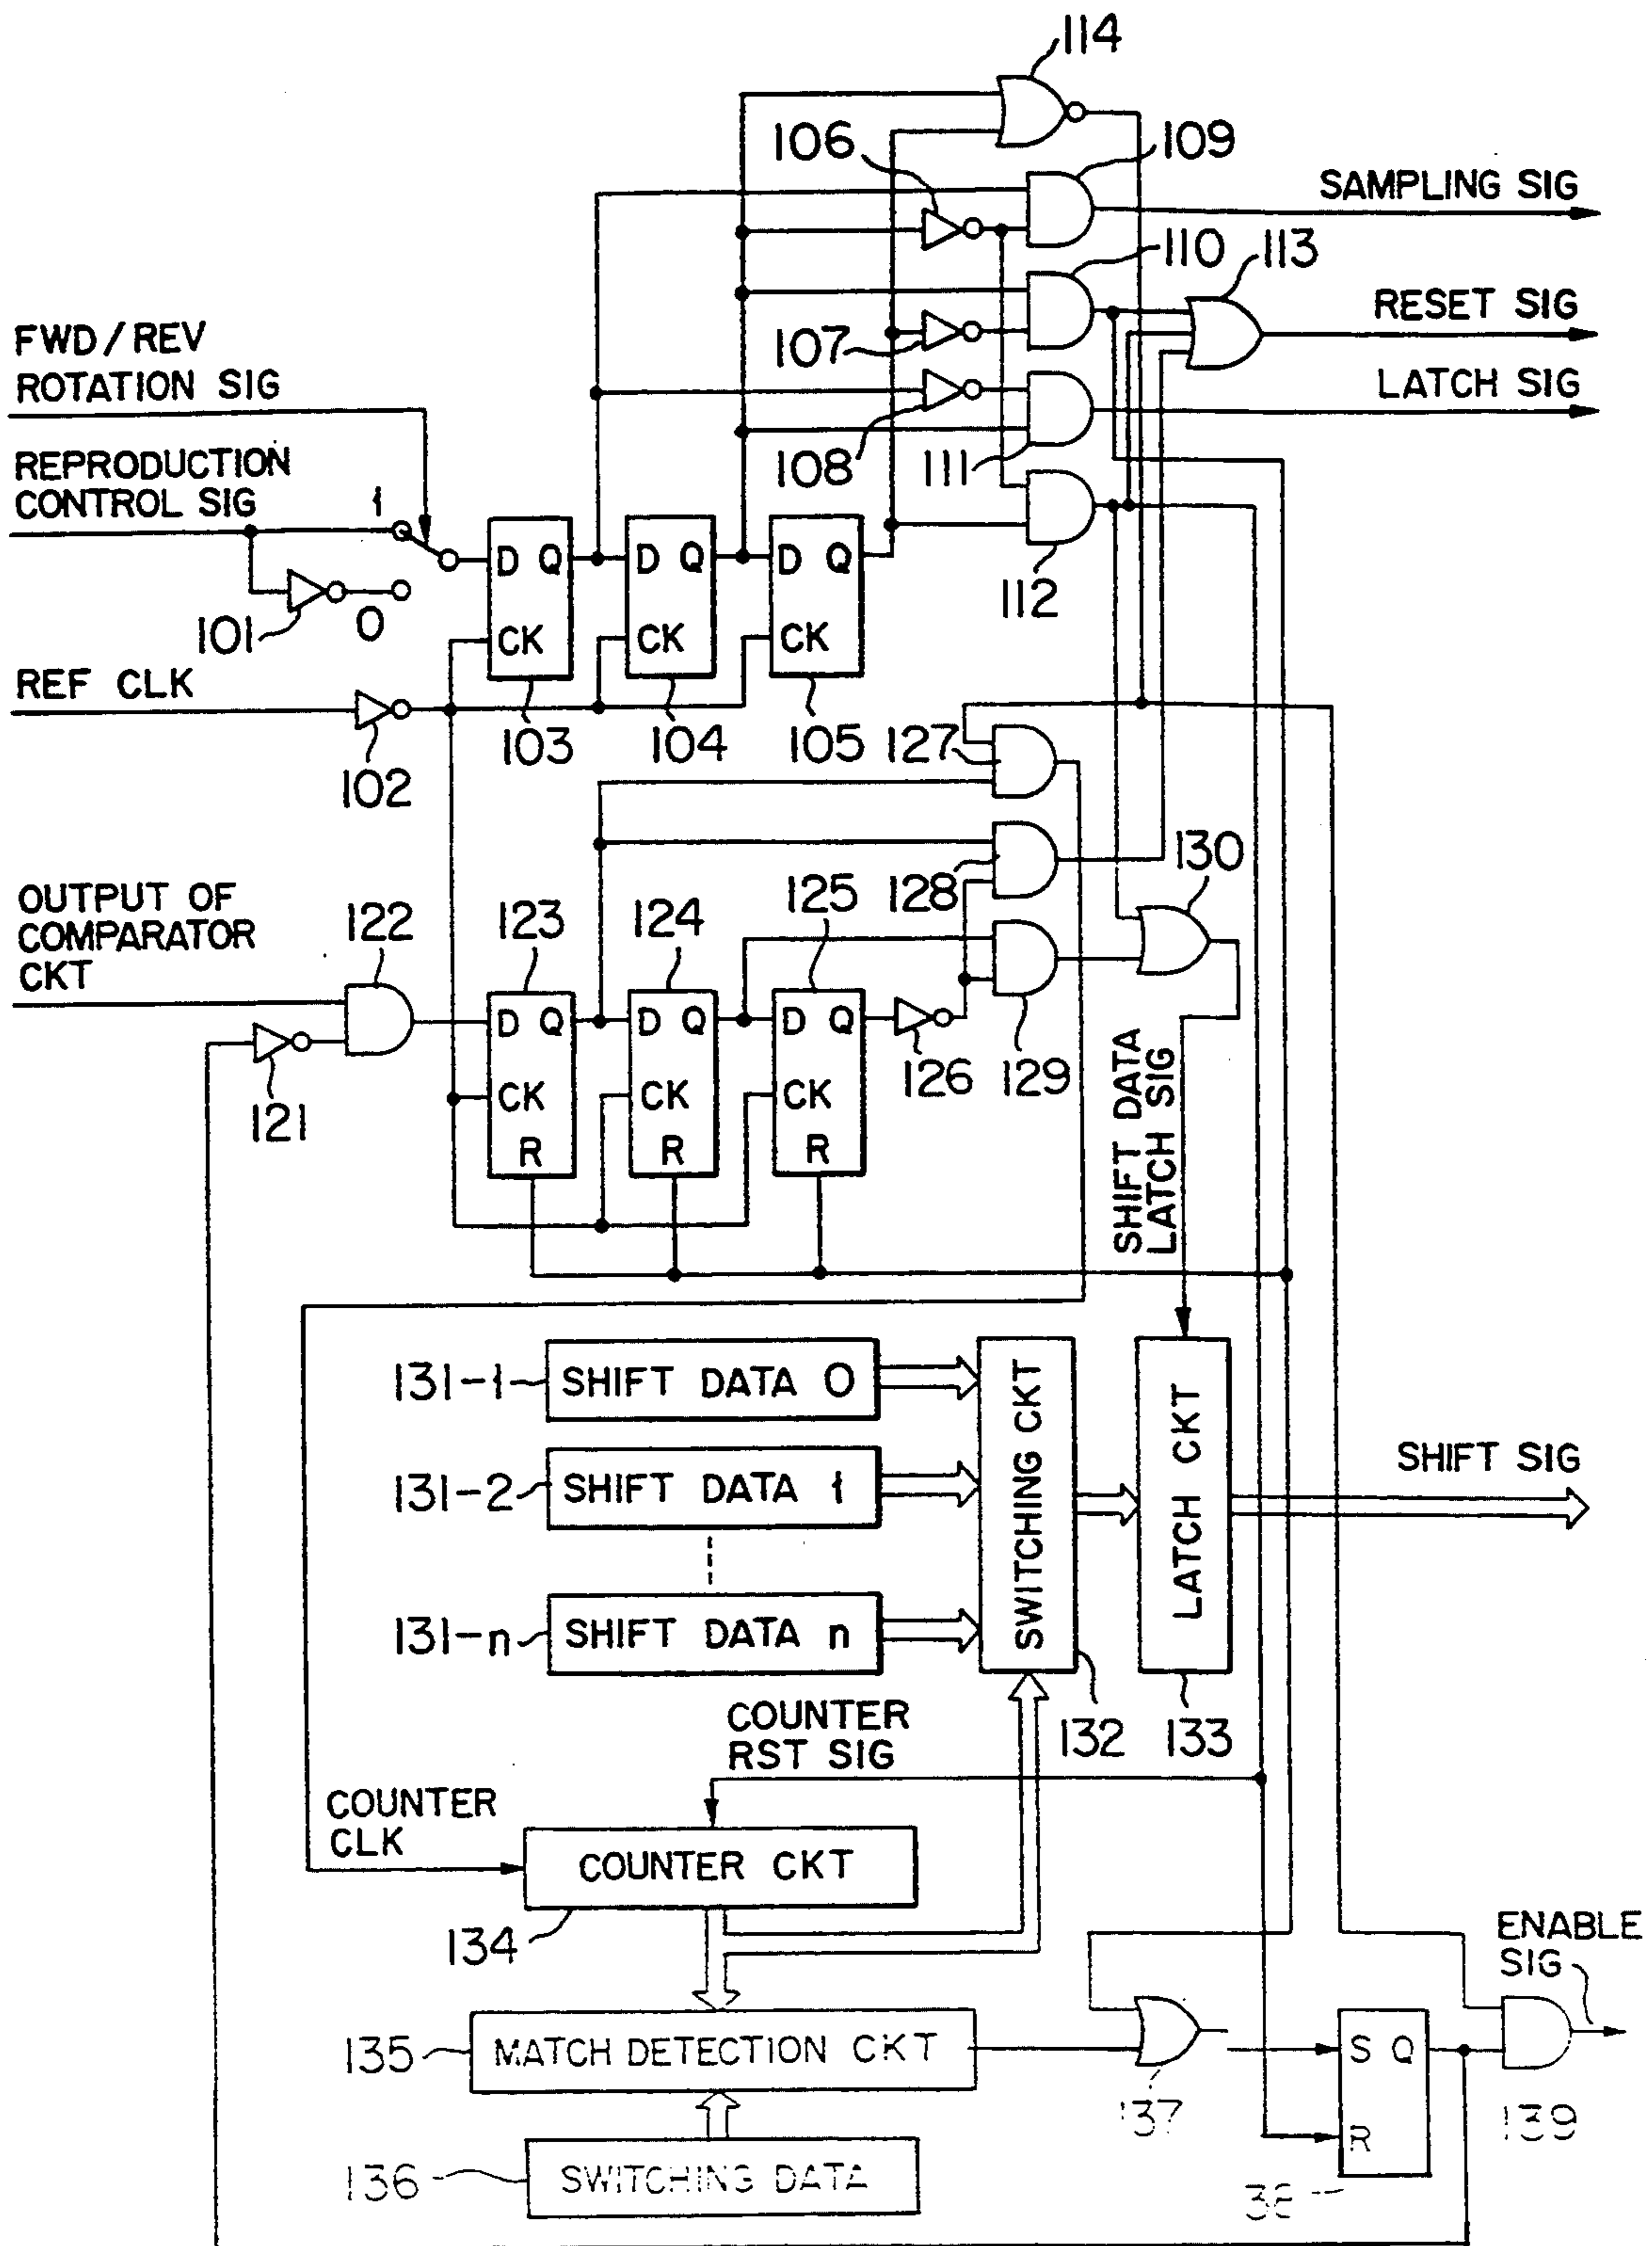 114
106
109
SAMPLING SIG
110
113
FWD/REV
ROTATION SIG
107
RESET SIG
LATCH SIG
REPRODUCTION
CONTROL SIG
1
108
111
D Q
D Q
D Q
112
101
0
CK
CK
CK
REF CLK
102
103
104
105
127
OUTPUT OF
COMPARATOR
CKT
122
123
124
125
128
130
D Q
D Q
D Q
121
CK
CK
CK
126
129
R
R
R
SHIFT DATA
LATCH SIG
131-1
SHIFT DATA 0
131-2
SHIFT DATA 1
131-n
SHIFT DATA n
SWITCHING CKT
LATCH CKT
SHIFT SIG
132
133
COUNTER
RST SIG
COUNTER
CLK
COUNTER CKT
134
ENABLE
SIG
135
MATCH DETECTION CKT
S Q
137
139
R
136
SWITCHING DATA
38